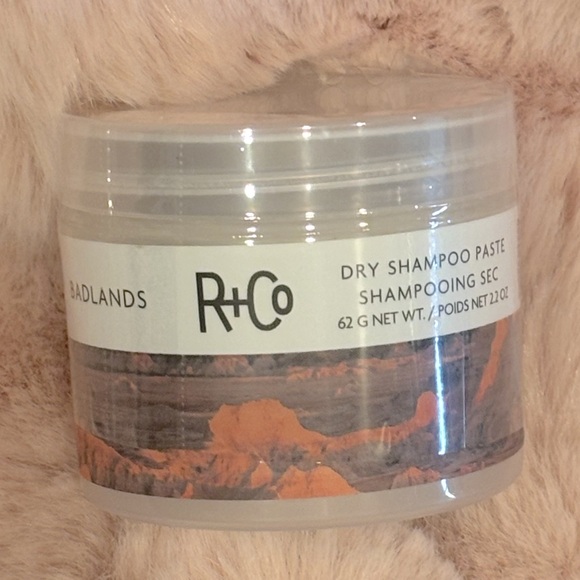 BADLANDS
R+Co
DRY SHAMPOO PASTE
SHAMPOOING SEC
62 G NET WT. / POIDS NET 2.2 OZ